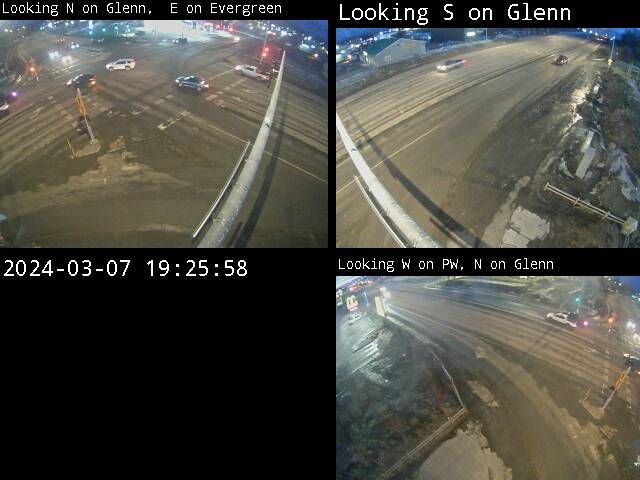 Looking N on Glenn, E on Evergreen
Looking S on Glenn
2024-03-07 19:25:58
Looking W on PW, N on Glenn